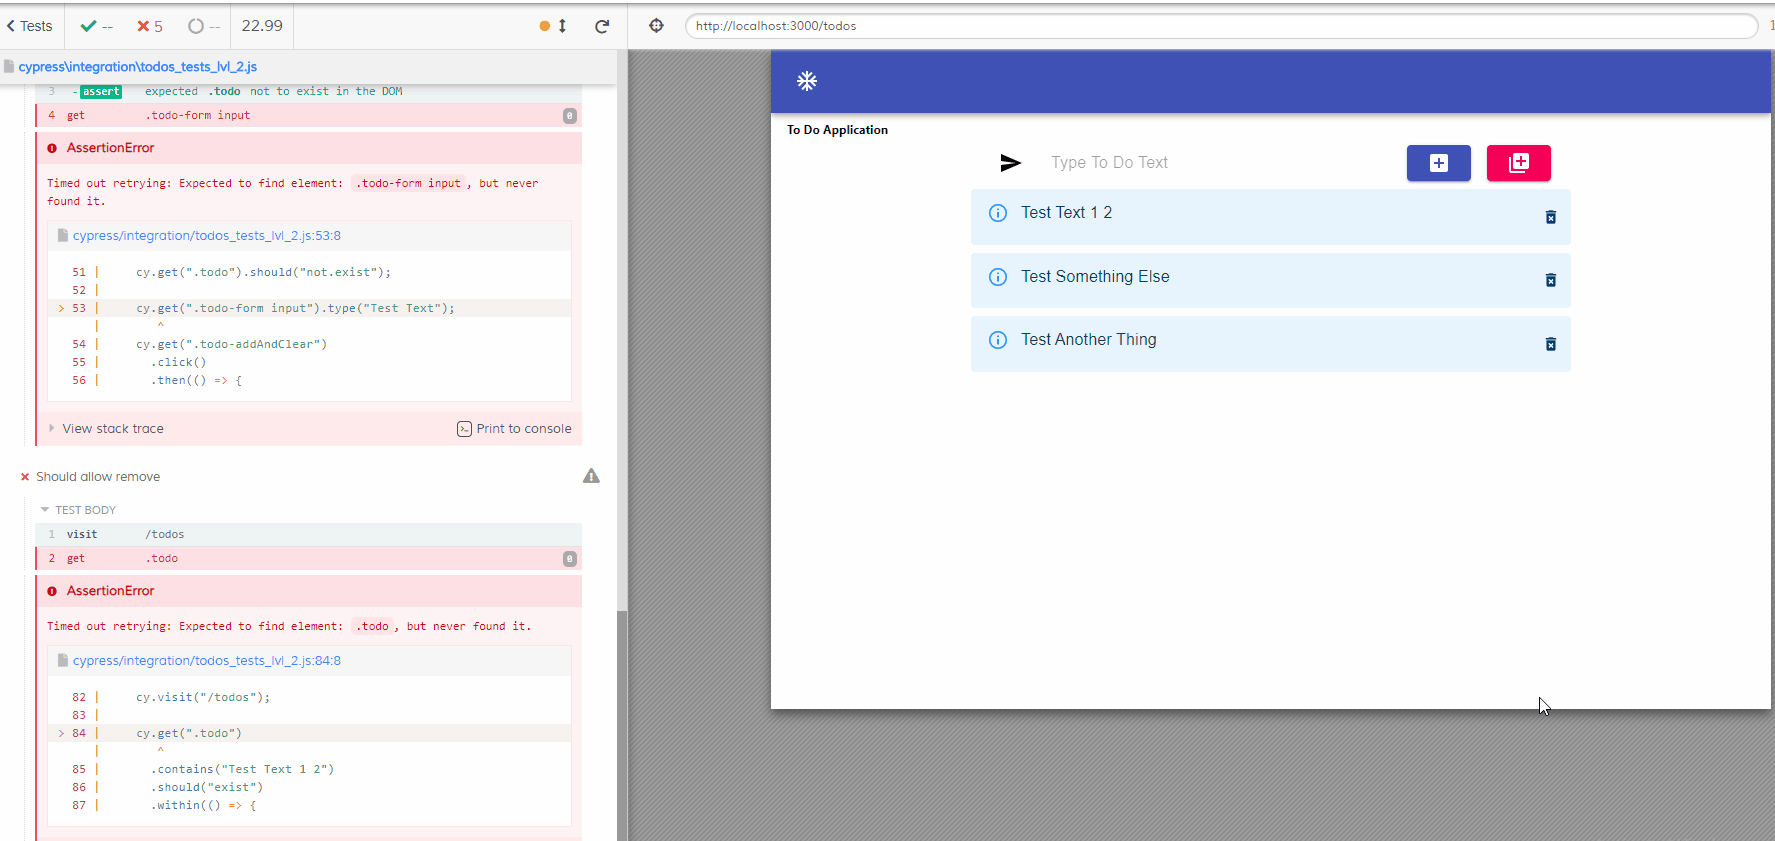 Tests -- 5 -- 22.99
http://localhost:3000/todos
1
cypress\integration\todos_tests_lvl_2.js
3 -assert expected .todo not to exist in the DOM
4 get .todo-form input 0
AssertionError
Timed out retrying: Expected to find element: .todo-form input, but never
found it.
cypress/integration/todos_tests_lvl_2.js:53:8
51 | cy.get(".todo").should("not.exist");
52 |
> 53 | cy.get(".todo-form input").type("Test Text");
| ^
54 | cy.get(".todo-addAndClear")
55 | .click()
56 | .then(() => {
View stack trace
Print to console
Should allow remove
TEST BODY
1 visit /todos
2 get .todo 0
AssertionError
Timed out retrying: Expected to find element: .todo, but never found it.
cypress/integration/todos_tests_lvl_2.js:84:8
82 | cy.visit("/todos");
83 |
> 84 | cy.get(".todo")
| ^
85 | .contains("Test Text 1 2")
86 | .should("exist")
87 | .within(() => {
To Do Application
Type To Do Text
Test Text 1 2
Test Something Else
Test Another Thing